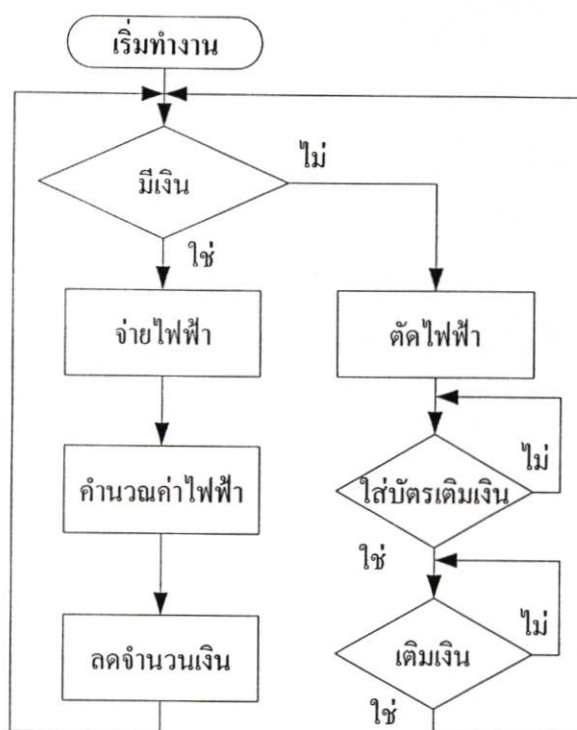 เริ่มทำงาน
มีเงิน
ไม่
ใช่
จ่ายไฟฟ้า
ตัดไฟฟ้า
คำนวณค่าไฟฟ้า
ใส่บัตรเติมเงิน
ไม่
ใช่
ลดจำนวนเงิน
เติมเงิน
ไม่
ใช่